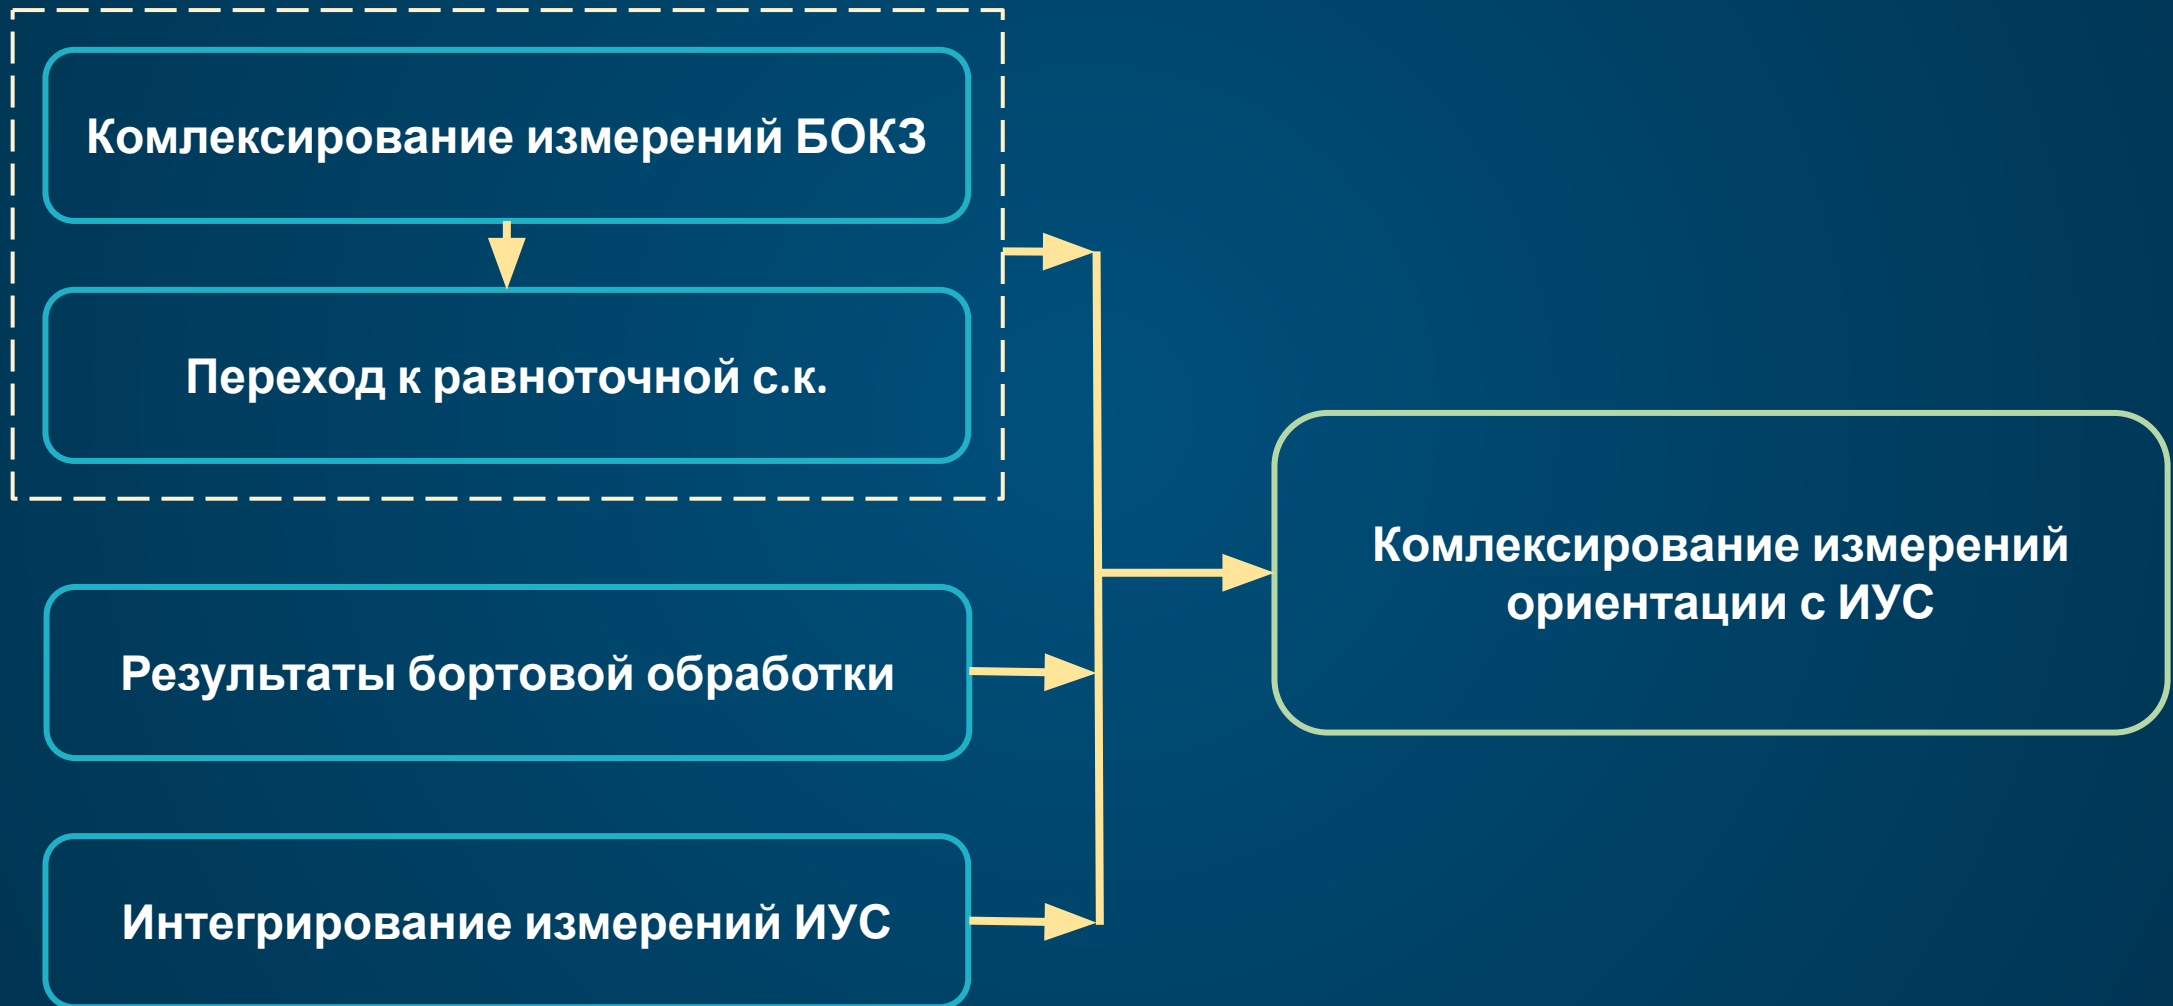 Комлексирование измерений БОКЗ
Переход к равноточной с.к.
Комлексирование измерений
ориентации с ИУС
Результаты бортовой обработки
Интегрирование измерений ИУС